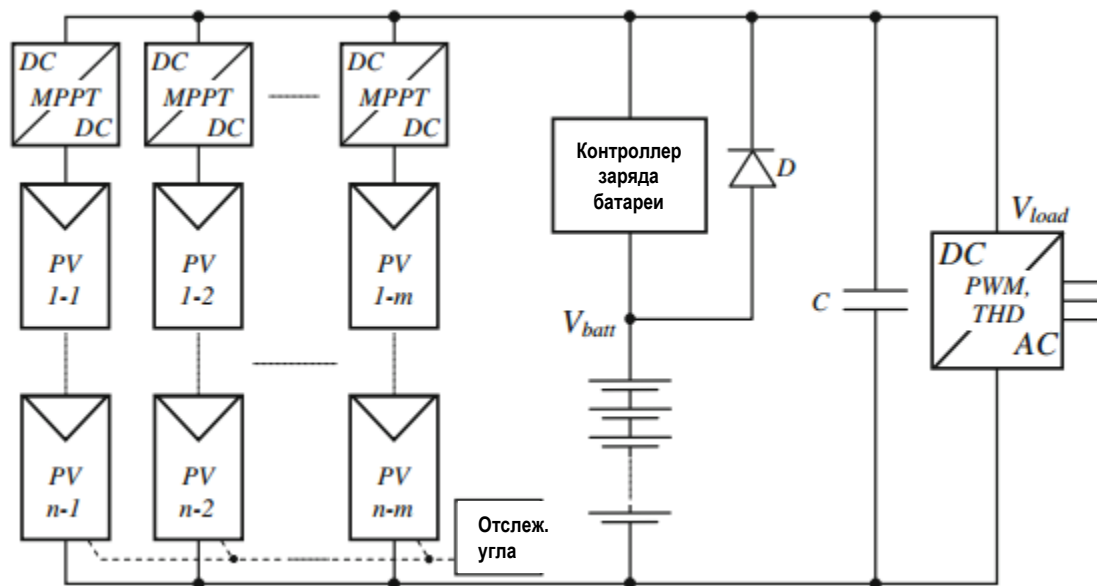 DC
MPPT
DC
DC
MPPT
DC
DC
MPPT
DC
Контроллер
заряда
батареи
D
PV
1-1
PV
1-2
PV
1-m
V_load
DC
PWM,
THD
AC
C
V_batt
PV
n-1
PV
n-2
PV
n-m
Отслеж.
угла